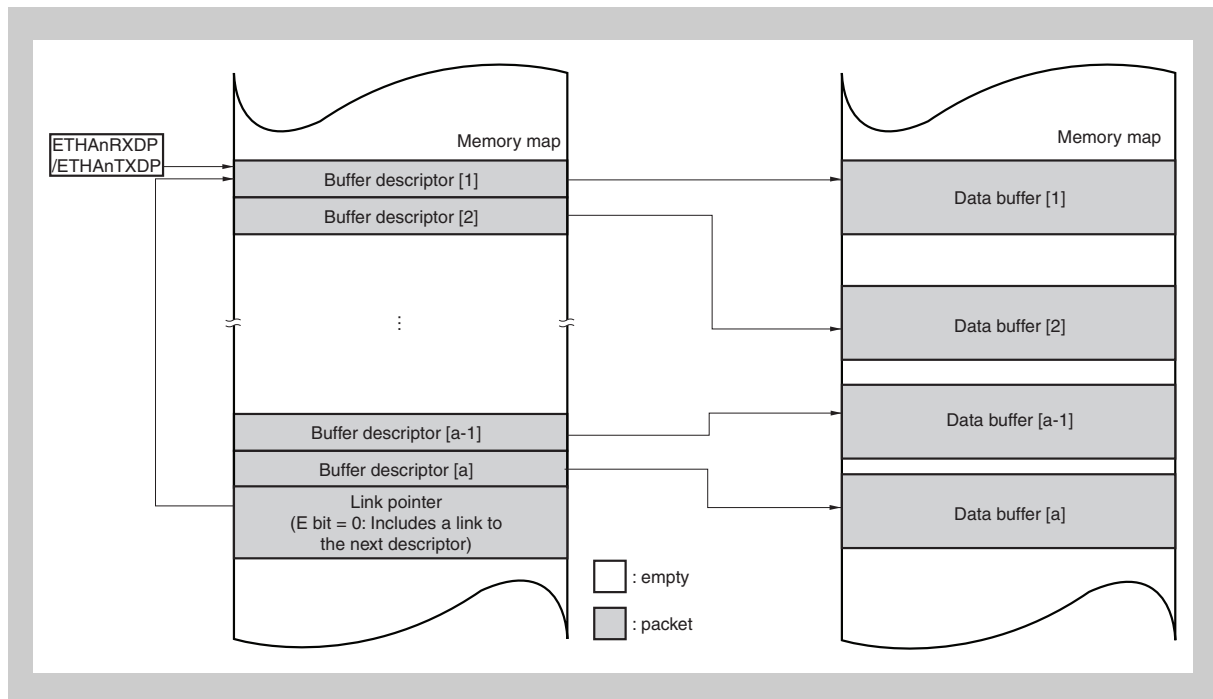 ETHAnRXDP
/ETHAnTXDP
Memory map
Buffer descriptor [1]
Buffer descriptor [2]
⋮
Buffer descriptor [a-1]
Buffer descriptor [a]
Link pointer
(E bit = 0: Includes a link to
the next descriptor)
Memory map
Data buffer [1]
Data buffer [2]
Data buffer [a-1]
Data buffer [a]
: empty
: packet